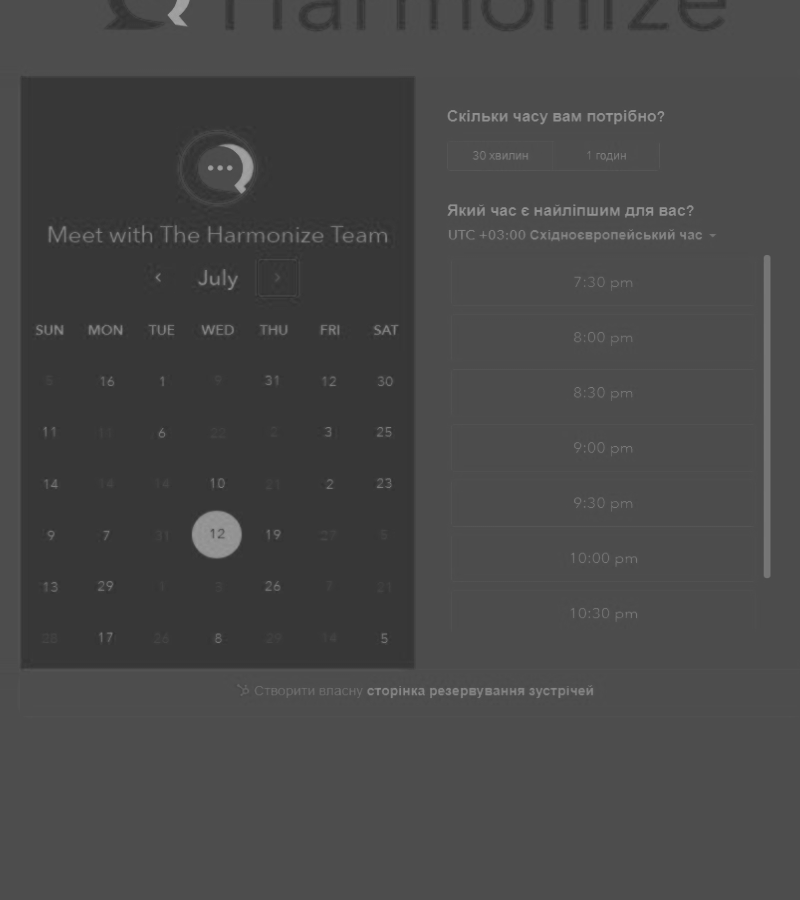 Harmonize
Meet with The Harmonize Team
July
SUN MON TUE WED THU FRI SAT
5 16 1 9 31 12 30
11 11 6 22 2 3 25
14 14 14 10 21 2 23
9 7 31 12 19 27 5
13 29 26 21
28 17 26 8 29 14 5
Скільки часу вам потрібно?
30 хвилин 1 годин
Який час є найліпшим для вас?
UTC +03:00 Східноєвропейський час
7:30 pm
8:00 pm
8:30 pm
9:00 pm
9:30 pm
10:00 pm
10:30 pm
Створити власну сторінка резервування зустрічей